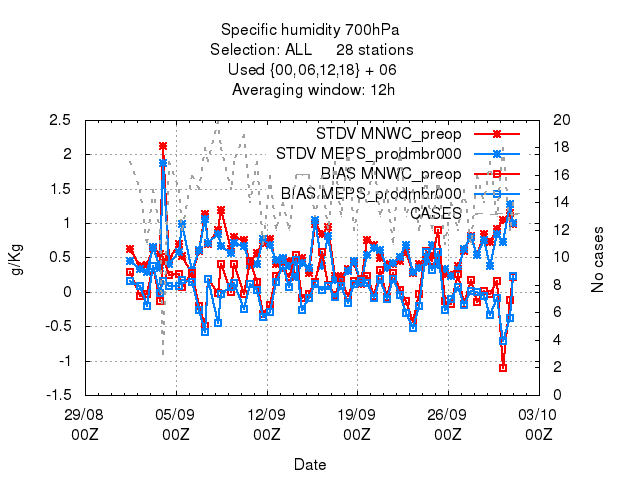 Specific humidity 700hPa
Selection: ALL 28 stations
Used {00,06,12,18} + 06
Averaging window: 12h
STDV MNWC_preop
STDV MEPS_prodmbr000
BIAS MNWC_preop
BIAS MEPS_prodmbr000
CASES
2.5
2
1.5
1
0.5
0
-0.5
-1
-1.5
g/Kg
20
18
16
14
12
10
8
6
4
2
0
No cases
29/08 05/09 12/09 19/09 26/09 03/10
00Z 00Z 00Z 00Z 00Z 00Z
Date